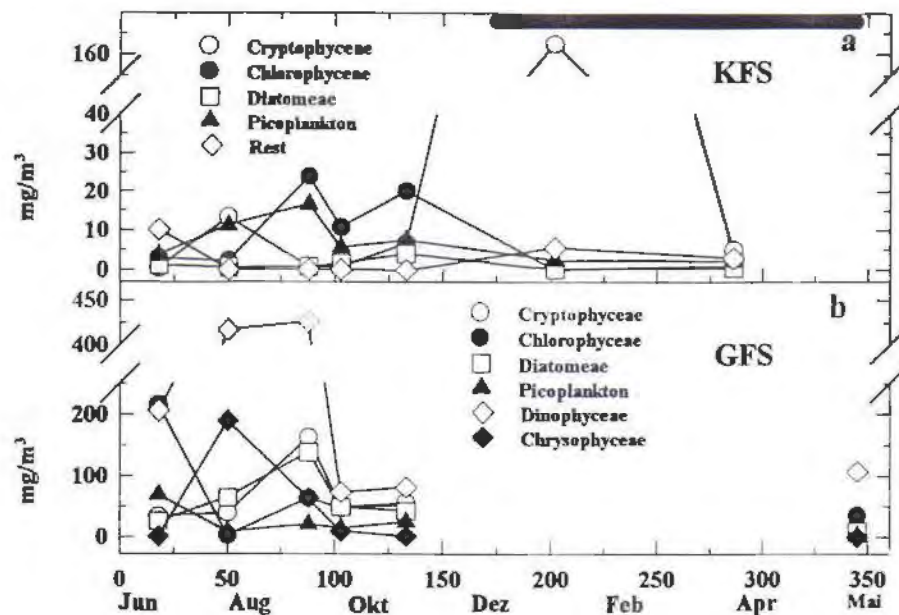 160
a
KFS
Cryptophycene
Chlorophycene
Diatomeae
Picoplankton
Rest
40
30
20
10
0
mg/m³
b
GFS
450
400
Cryptophyceae
Chlorophyceae
Diatomeae
Picoplankton
Dinophyceae
Chrysophyceae
200
100
0
mg/m³
0 50 100 150 200 250 300 350
Jun Aug Okt Dez Feb Apr Mai